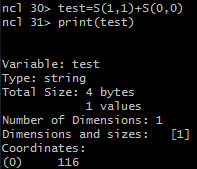 ncl 30> test=S(1,1)+S(0,0)
ncl 31> print(test)
Variable: test
Type: string
Total Size: 4 bytes
1 values
Number of Dimensions: 1
Dimensions and sizes: [1]
Coordinates:
(0) 116